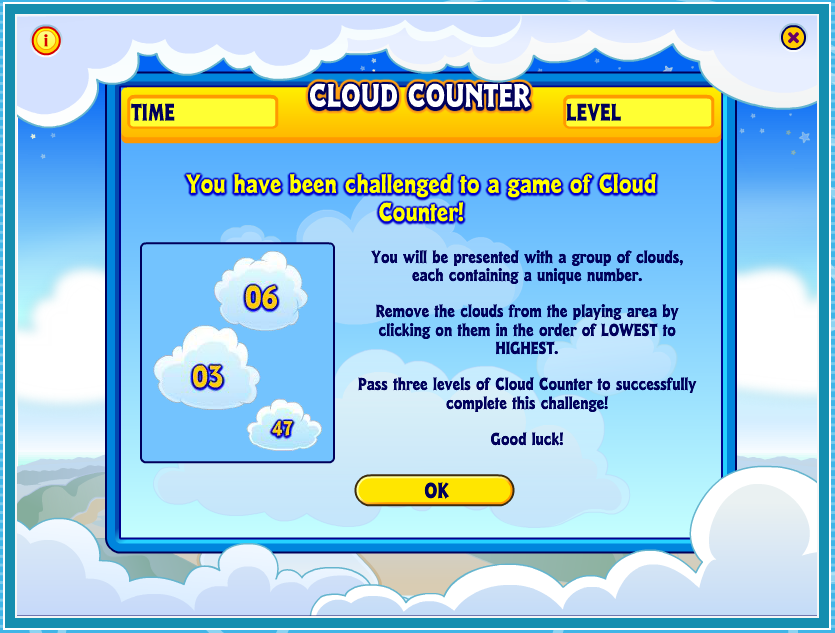 CLOUD COUNTER
TIME
LEVEL
You have been challenged to a game of Cloud
Counter!
06
03
47
You will be presented with a group of clouds,
each containing a unique number.
Remove the clouds from the playing area by
clicking on them in the order of LOWEST to
HIGHEST.
Pass three levels of Cloud Counter to successfully
complete this challenge!
Good luck!
OK